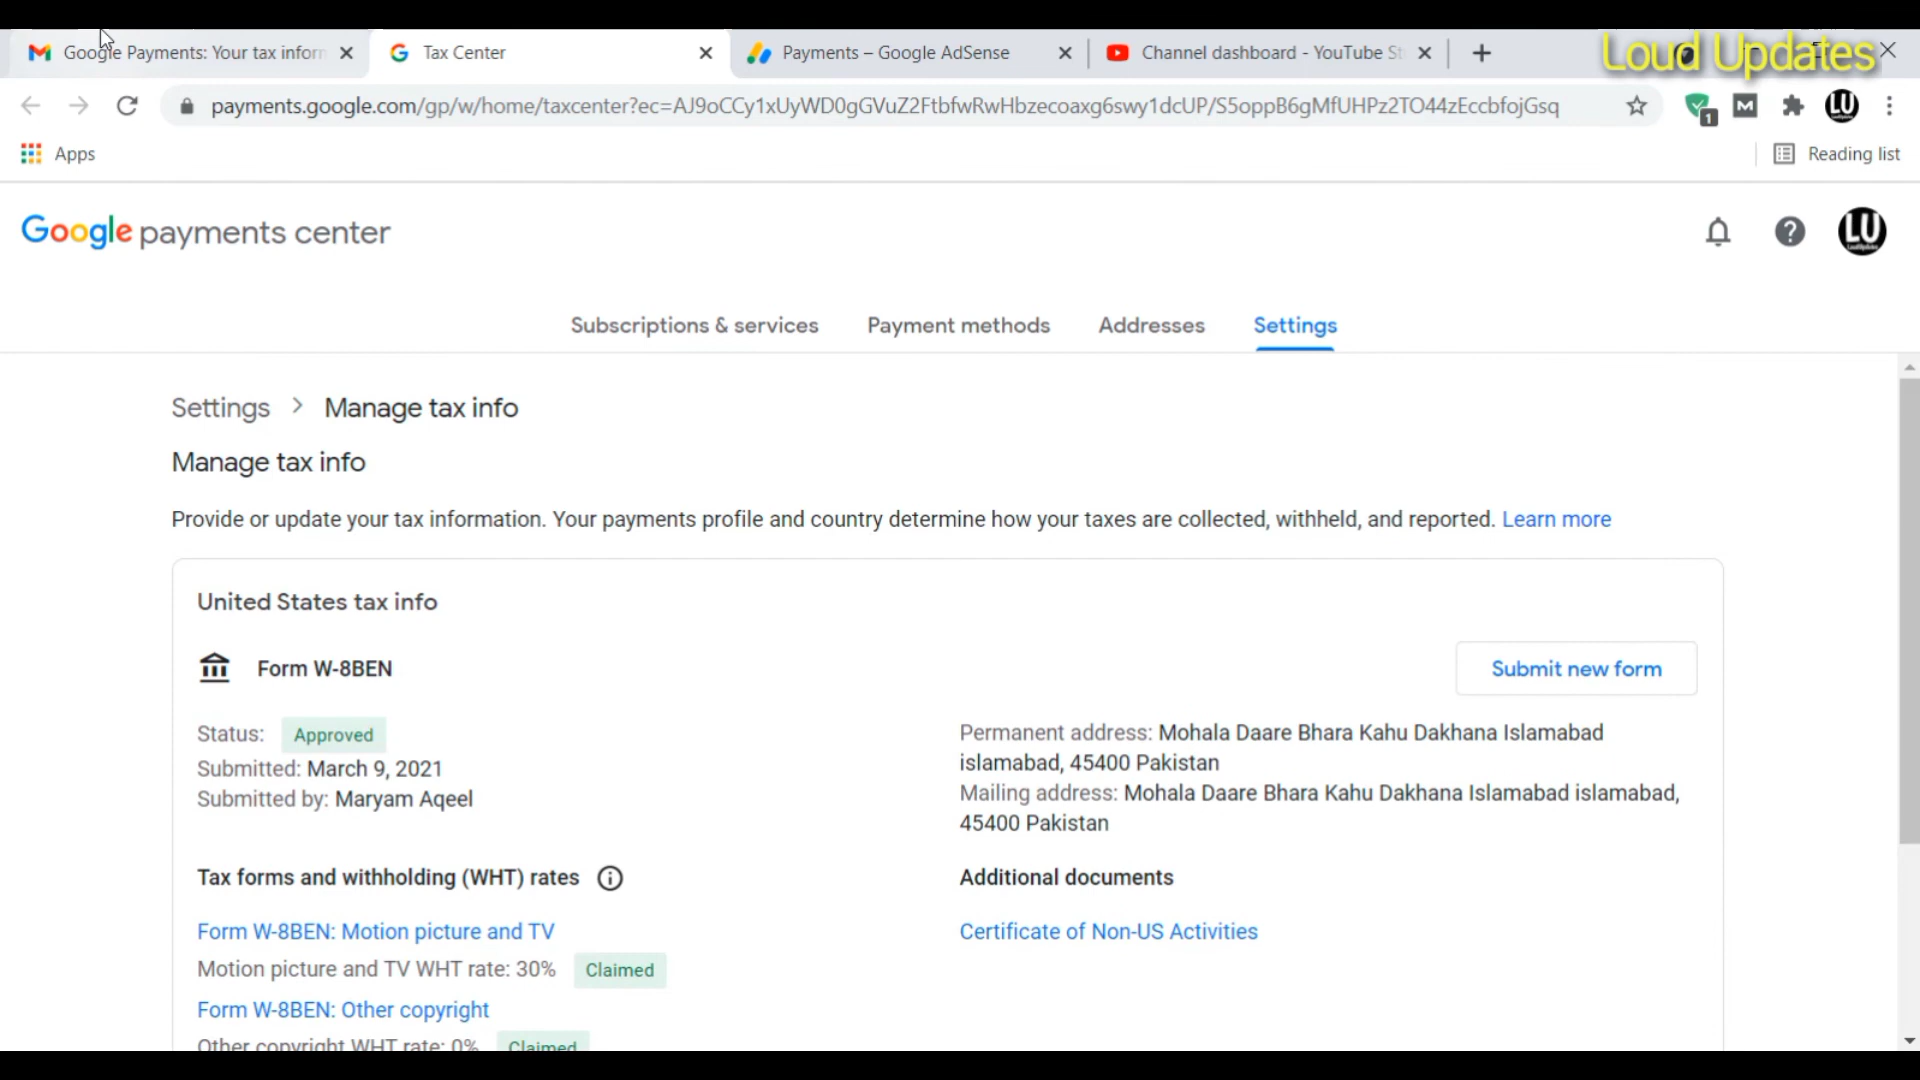 Google Payments: Your tax inforn
Tax Center
Payments – Google AdSense
Channel dashboard - YouTube St
Loud Updates
payments.google.com/gp/w/home/taxcenter?ec=AJ9oCCy1xUyWD0gGVuZ2FtbfwRwHbzecoaxg6swy1dcUP/S5oppB6gMfUHPz2TO44zEccbfojGsq
1
M
LU
Apps
Reading list
Google payments center
LU
Subscriptions & services
Payment methods
Addresses
Settings
Settings > Manage tax info
Manage tax info
Provide or update your tax information. Your payments profile and country determine how your taxes are collected, withheld, and reported. Learn more
United States tax info
Form W-8BEN
Submit new form
Status: Approved
Submitted: March 9, 2021
Submitted by: Maryam Aqeel
Permanent address: Mohala Daare Bhara Kahu Dakhana Islamabad
islamabad, 45400 Pakistan
Mailing address: Mohala Daare Bhara Kahu Dakhana Islamabad islamabad,
45400 Pakistan
Tax forms and withholding (WHT) rates
Additional documents
Form W-8BEN: Motion picture and TV
Certificate of Non-US Activities
Motion picture and TV WHT rate: 30% Claimed
Form W-8BEN: Other copyright
Other copyright WHT rate: 0% Claimed